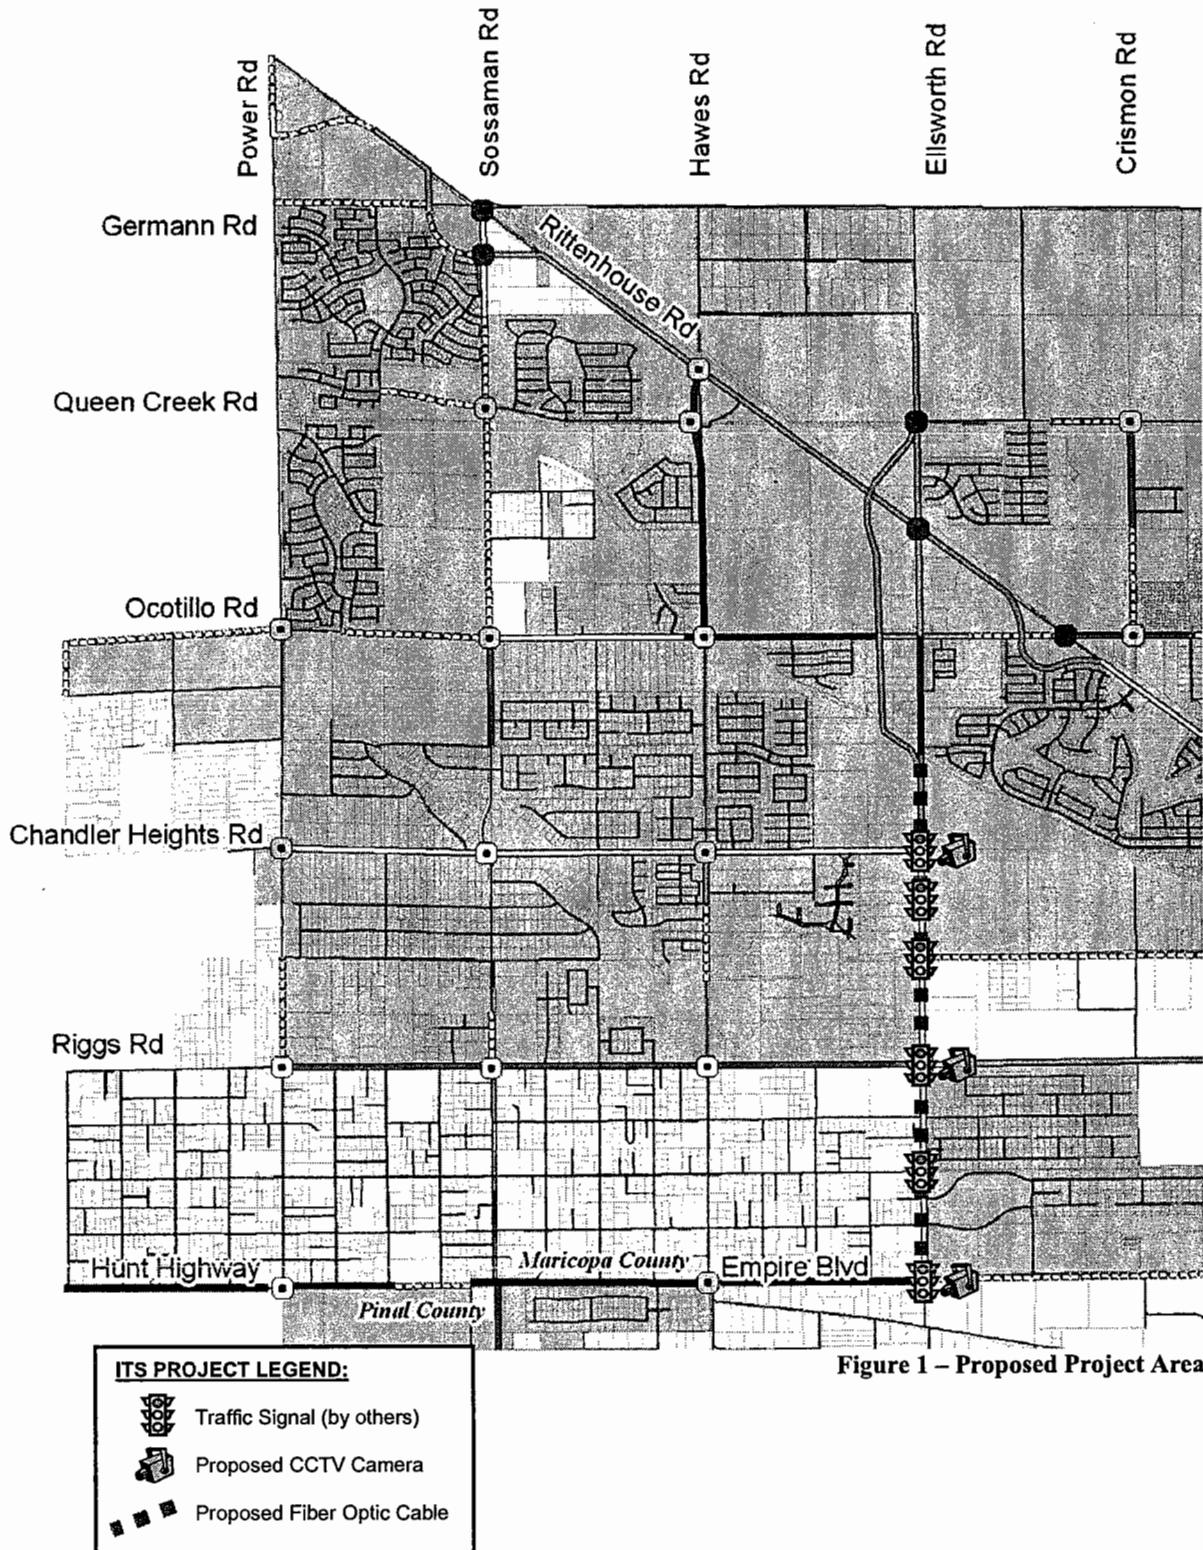 Power Rd
Sossaman Rd
Hawes Rd
Ellsworth Rd
Crismon Rd
Germann Rd
Rittenhouse Rd
Queen Creek Rd
Ocotillo Rd
Chandler Heights Rd
Riggs Rd
Hunt Highway
Maricopa County
Empire Blvd
Pinal County
Figure 1 – Proposed Project Area
ITS PROJECT LEGEND:
Traffic Signal (by others)
Proposed CCTV Camera
Proposed Fiber Optic Cable